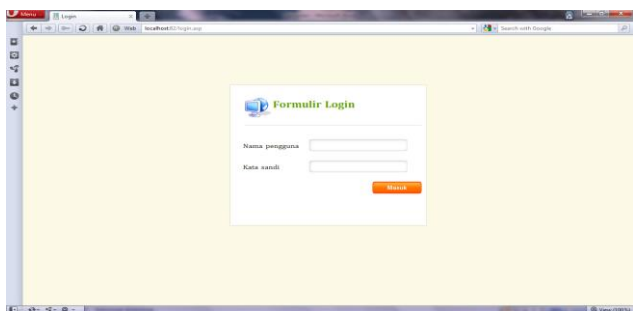 Menu
Login
Web
localhost:82/login.asp
Search with Google
Formulir Login
Nama pengguna
Kata sandi
Masuk